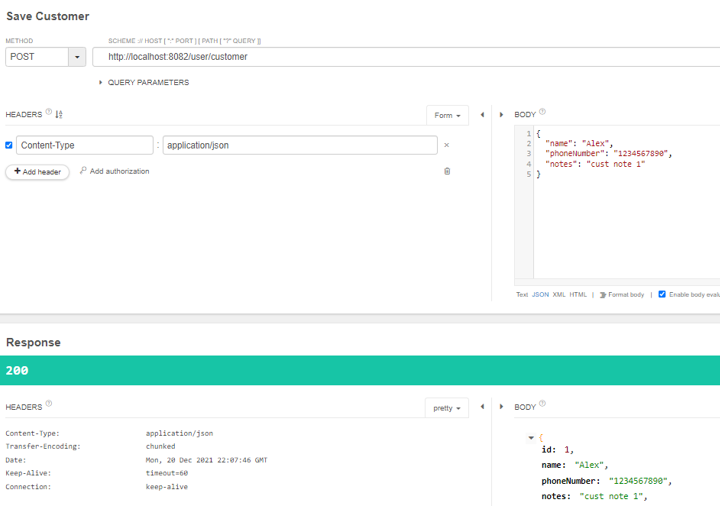 Save Customer
METHOD
SCHEME :// HOST [ ":" PORT ] [ PATH [ "?" QUERY ]]
POST
http://localhost:8082/user/customer
QUERY PARAMETERS
HEADERS
Form
BODY
Content-Type : application/json
Add header
Add authorization
1 {
2 "name": "Alex",
3 "phoneNumber": "1234567890",
4 "notes": "cust note 1"
5 }
Text JSON XML HTML | Format body | Enable body evalu
Response
200
HEADERS
pretty
BODY
Content-Type: application/json
Transfer-Encoding: chunked
Date: Mon, 20 Dec 2021 22:07:46 GMT
Keep-Alive: timeout=60
Connection: keep-alive
{
id: 1,
name: "Alex",
phoneNumber: "1234567890",
notes: "cust note 1",